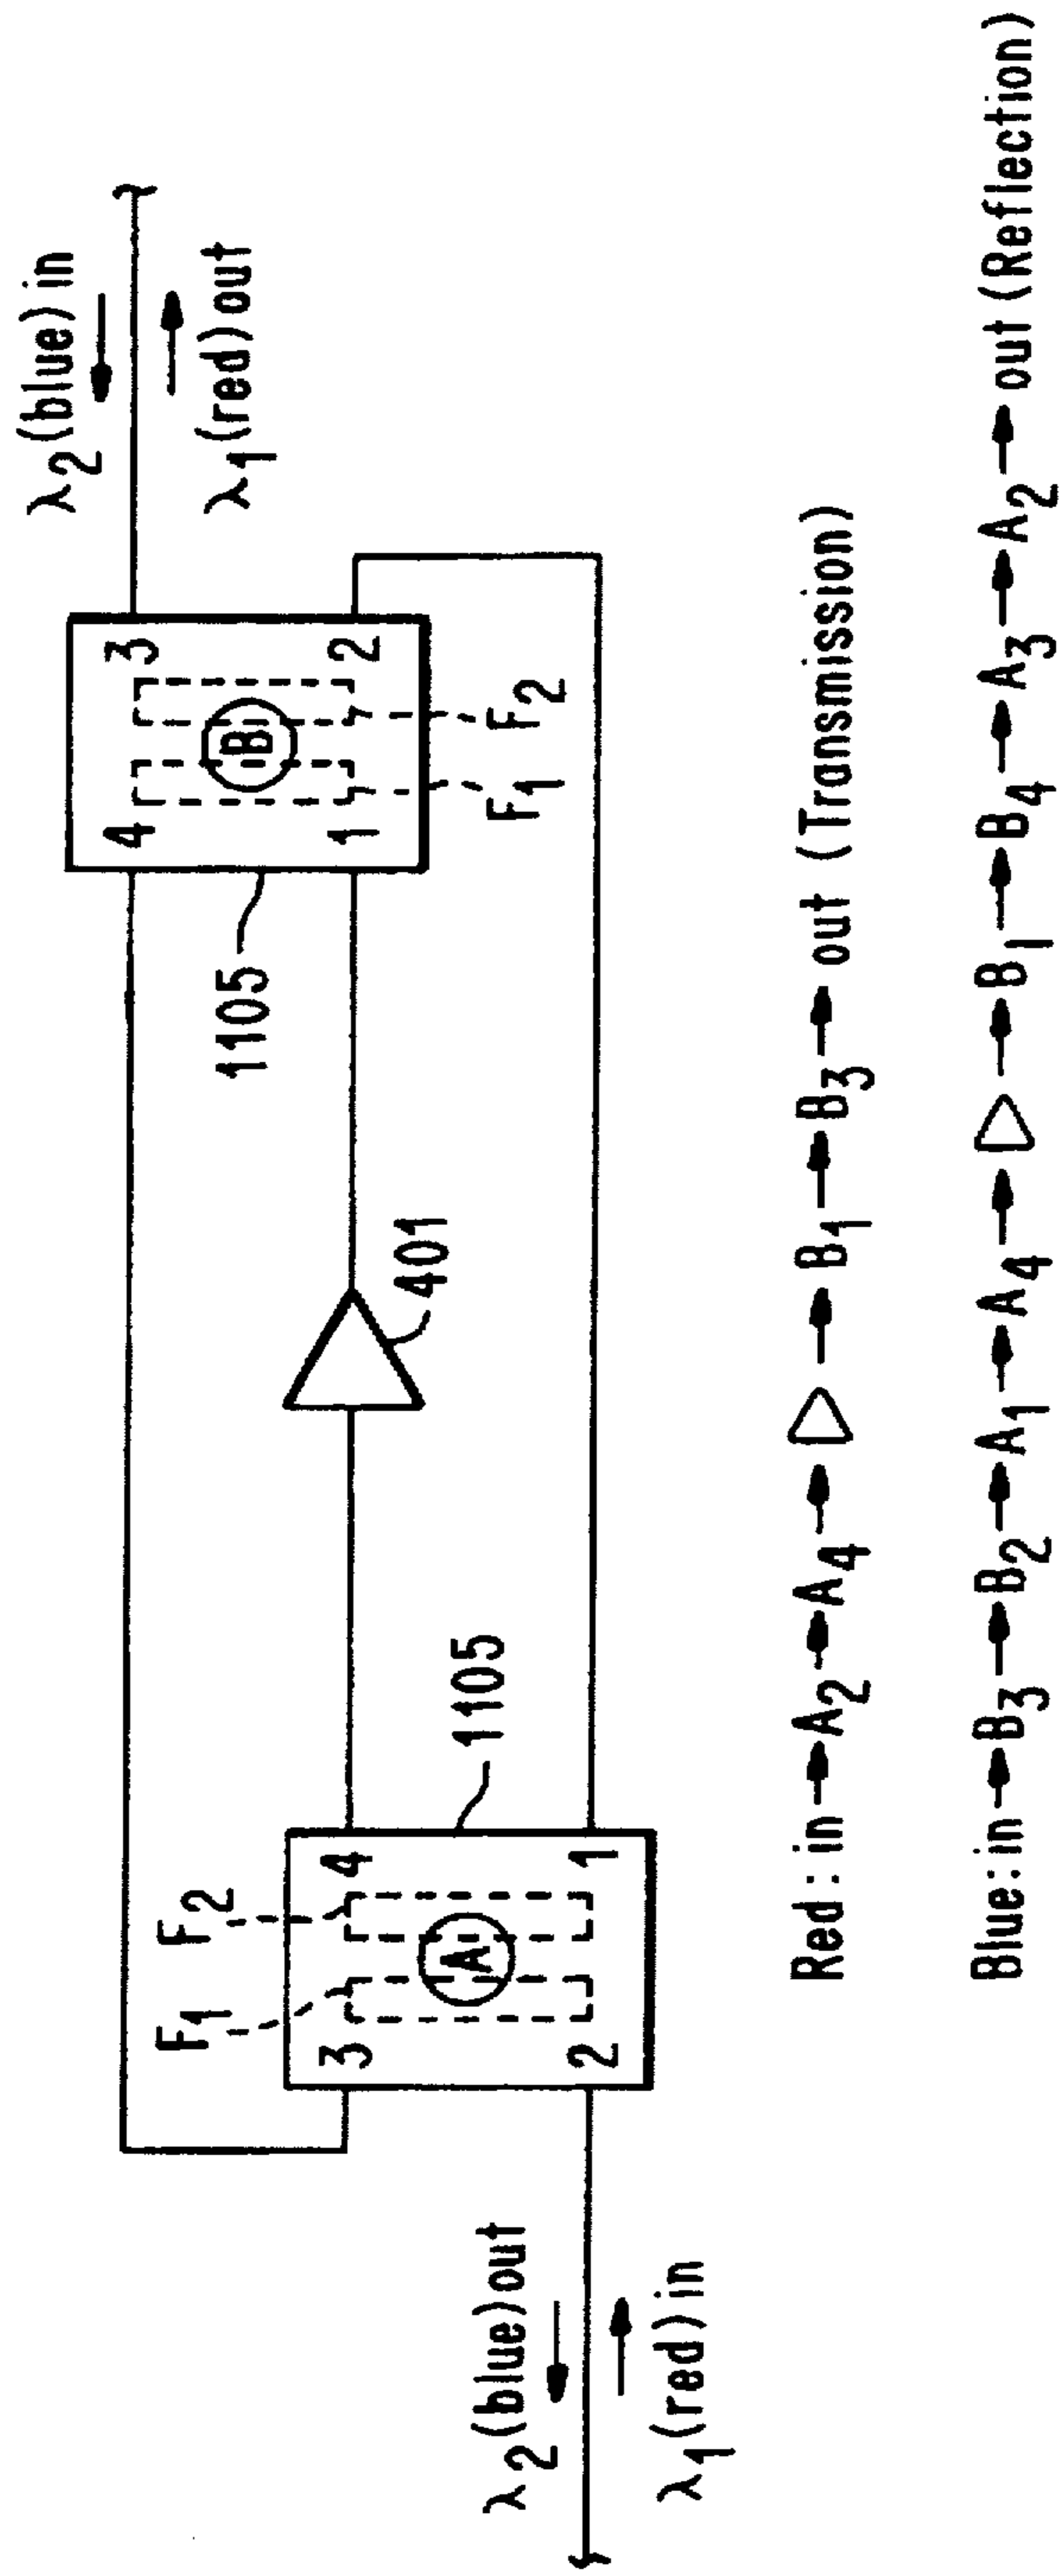 λ2(blue)in
λ1(red)out
3
4
B
2
1
F1
F2
1105
401
1105
F1
F2
3
4
A
2
1
λ2(blue)out
λ1(red)in
Red: in→A2→A4→▷→B1→B3→out (Transmission)
Blue: in→B3→B2→A1→A4→▷→B1→B4→A3→A2→out (Reflection)